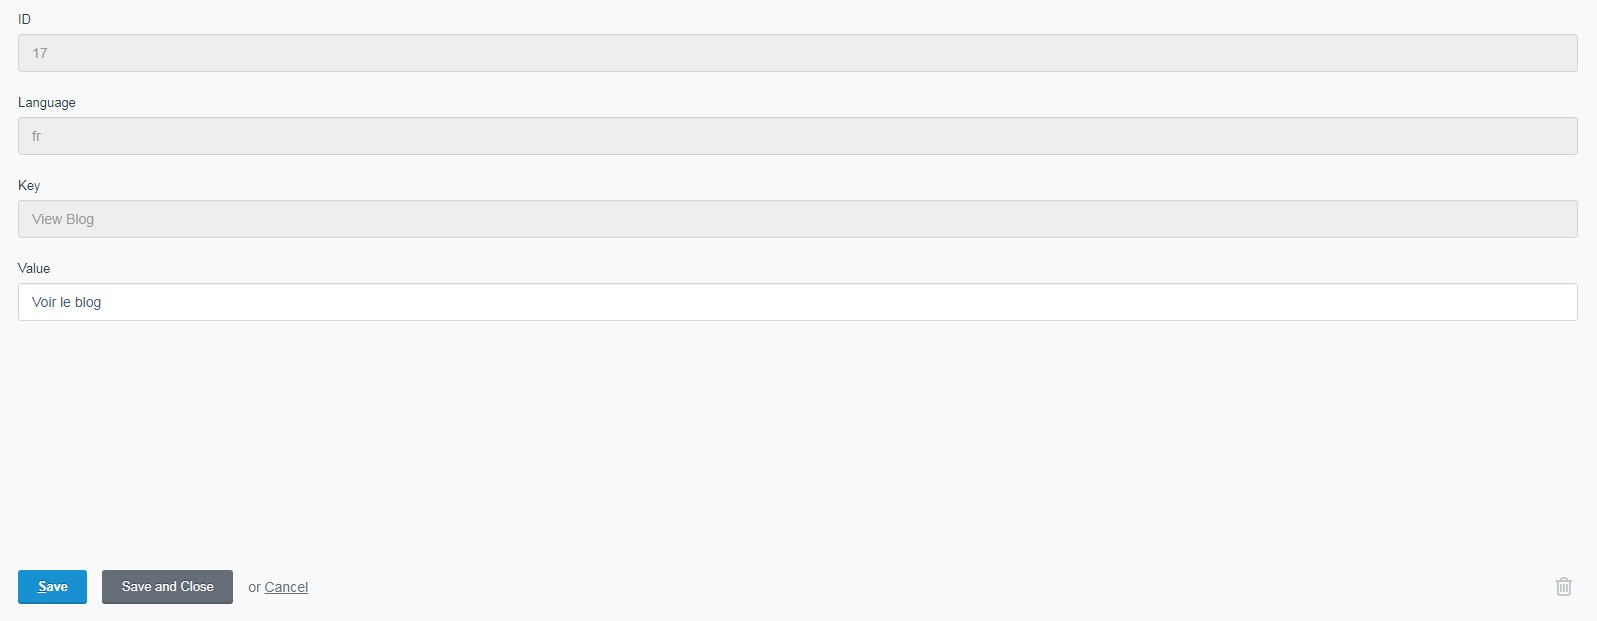 ID
17
Language
fr
Key
View Blog
Value
Voir le blog
Save Save and Close or Cancel